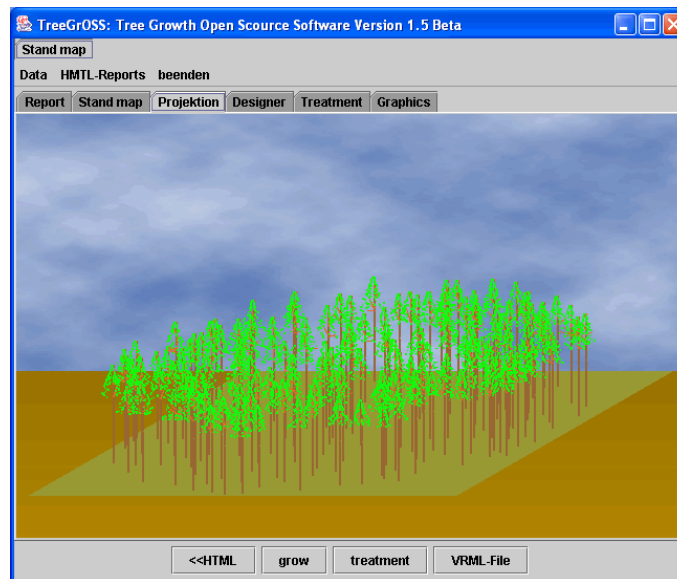 TreeGrOSS: Tree Growth Open Scource Software Version 1.5 Beta
Stand map
Data HMTL-Reports beenden
Report Stand map Projektion Designer Treatment Graphics
<<HTML grow treatment VRML-File